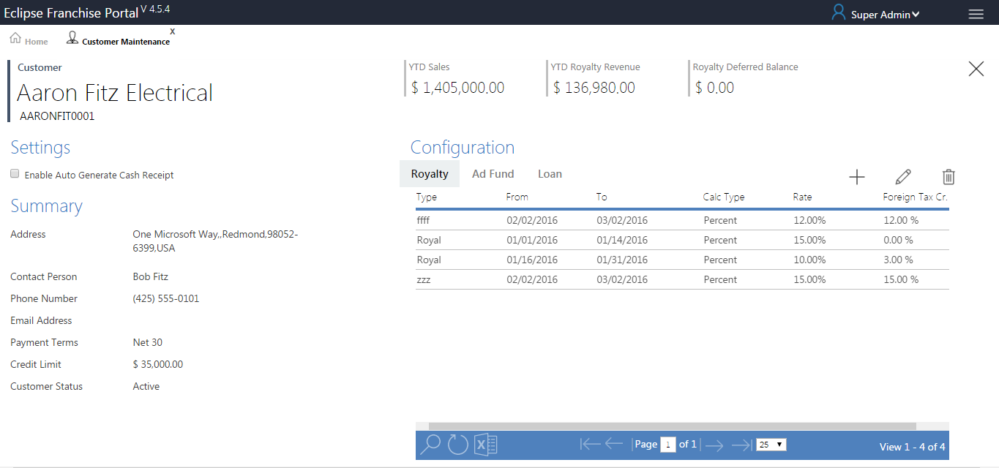 Eclipse Franchise Portal V 4.5.4
Super Admin
Home
Customer Maintenance
X
Customer
Aaron Fitz Electrical
AARONFIT0001
YTD Sales
$ 1,405,000.00
YTD Royalty Revenue
$ 136,980.00
Royalty Deferred Balance
$ 0.00
Settings
Enable Auto Generate Cash Receipt
Summary
Address One Microsoft Way,,Redmond,98052-
6399,USA
Contact Person Bob Fitz
Phone Number (425) 555-0101
Email Address
Payment Terms Net 30
Credit Limit $ 35,000.00
Customer Status Active
Configuration
Royalty Ad Fund Loan
Type From To Calc Type Rate Foreign Tax Cr.
ffff 02/02/2016 03/02/2016 Percent 12.00% 12.00 %
Royal 01/01/2016 01/14/2016 Percent 15.00% 0.00 %
Royal 01/16/2016 01/31/2016 Percent 10.00% 3.00 %
zzz 02/02/2016 03/02/2016 Percent 15.00% 15.00 %
Page 1 of 1 25 View 1 - 4 of 4